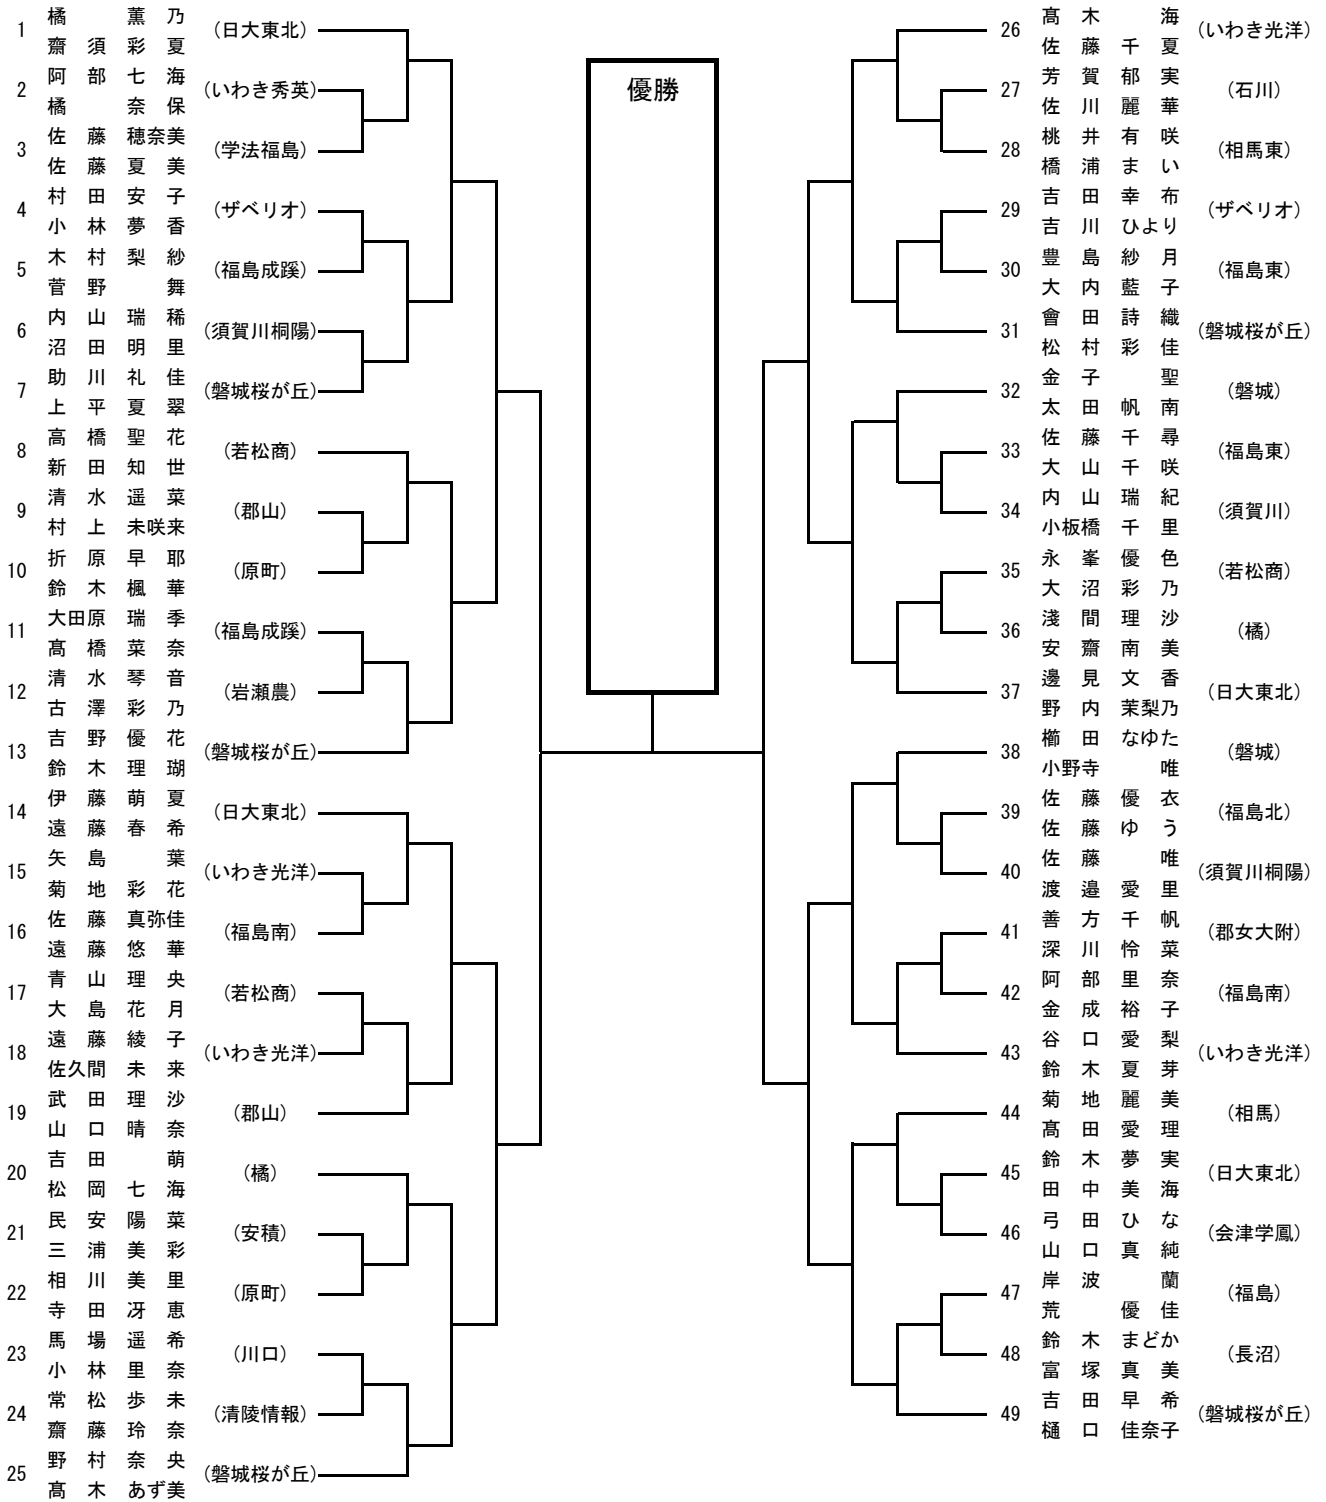 優勝
橘 薫 乃
1 (日大東北)
齋 須 彩 夏
阿 部 七 海
2 (いわき秀英)
橘 奈 保
佐 藤 穂奈美
3 (学法福島)
佐 藤 夏 美
村 田 安 子
4 (ザベリオ)
小 林 夢 香
木 村 梨 紗
5 (福島成蹊)
菅 野 舞
内 山 瑞 稀
6 (須賀川桐陽)
沼 田 明 里
助 川 礼 佳
7 (磐城桜が丘)
上 平 夏 翠
高 橋 聖 花
8 (若松商)
新 田 知 世
清 水 遥 菜
9 (郡山)
村 上 未咲来
折 原 早 耶
10 (原町)
鈴 木 楓 華
大田原 瑞 季
11 (福島成蹊)
髙 橋 菜 奈
清 水 琴 音
12 (岩瀬農)
古 澤 彩 乃
吉 野 優 花
13 (磐城桜が丘)
鈴 木 理 瑚
伊 藤 萌 夏
14 (日大東北)
遠 藤 春 希
矢 島 葉
15 (いわき光洋)
菊 地 彩 花
佐 藤 真弥佳
16 (福島南)
遠 藤 悠 華
青 山 理 央
17 (若松商)
大 島 花 月
遠 藤 綾 子
18 (いわき光洋)
佐久間 未 来
武 田 理 沙
19 (郡山)
山 口 晴 奈
吉 田 萌
20 (橘)
松 岡 七 海
民 安 陽 菜
21 (安積)
三 浦 美 彩
相 川 美 里
22 (原町)
寺 田 冴 恵
馬 場 遥 希
23 (川口)
小 林 里 奈
常 松 歩 未
24 (清陵情報)
齋 藤 玲 奈
野 村 奈 央
25 (磐城桜が丘)
髙 木 あず美
髙 木 海
26 (いわき光洋)
佐 藤 千 夏
芳 賀 郁 実
27 (石川)
佐 川 麗 華
桃 井 有 咲
28 (相馬東)
橋 浦 ま い
吉 田 幸 布
29 (ザベリオ)
吉 川 ひより
豊 島 紗 月
30 (福島東)
大 内 藍 子
會 田 詩 織
31 (磐城桜が丘)
松 村 彩 佳
金 子 聖
32 (磐城)
太 田 帆 南
佐 藤 千 尋
33 (福島東)
大 山 千 咲
内 山 瑞 紀
34 (須賀川)
小板橋 千 里
永 峯 優 色
35 (若松商)
大 沼 彩 乃
淺 間 理 沙
36 (橘)
安 齋 南 美
邊 見 文 香
37 (日大東北)
野 内 茉梨乃
櫛 田 なゆた
38 (磐城)
小野寺 唯
佐 藤 優 衣
39 (福島北)
佐 藤 ゆ う
佐 藤 唯
40 (須賀川桐陽)
渡 邉 愛 里
善 方 千 帆
41 (郡女大附)
深 川 怜 菜
阿 部 里 奈
42 (福島南)
金 成 裕 子
谷 口 愛 梨
43 (いわき光洋)
鈴 木 夏 芽
菊 地 麗 美
44 (相馬)
髙 田 愛 理
鈴 木 夢 実
45 (日大東北)
田 中 美 海
弓 田 ひ な
46 (会津学鳳)
山 口 真 純
岸 波 蘭
47 (福島)
荒 優 佳
鈴 木 まどか
48 (長沼)
富 塚 真 美
吉 田 早 希
49 (磐城桜が丘)
樋 口 佳奈子